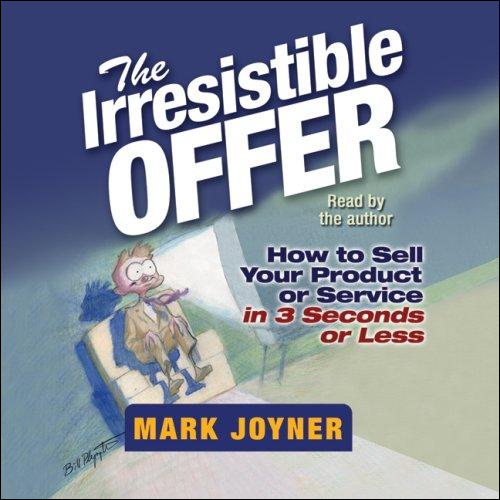 The
Irresistible
OFFER
Read by
the author
How to Sell
Your Product
or Service
in 3 Seconds
or Less
MARK JOYNER